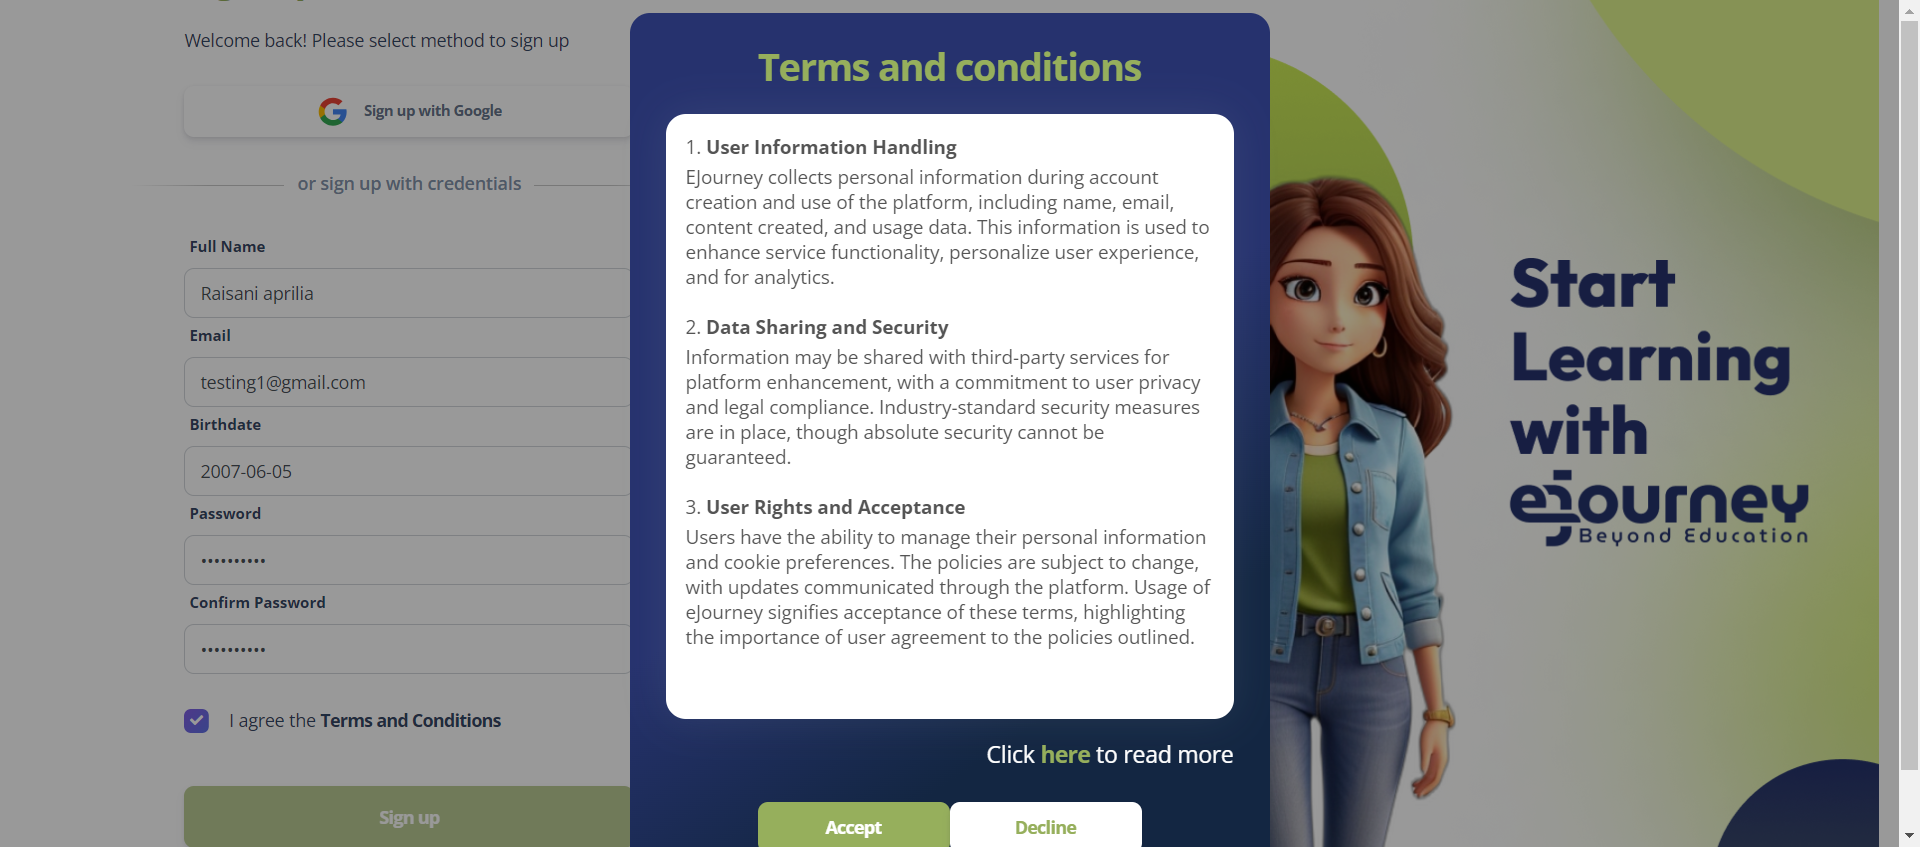 Welcome back! Please select method to sign up
Sign up with Google
or sign up with credentials
Full Name
Raisani aprilia
Email
testing1@gmail.com
Birthdate
2007-06-05
Password
••••••••••
Confirm Password
••••••••••
I agree the Terms and Conditions
Sign up
Terms and conditions
1. User Information Handling
EJourney collects personal information during account
creation and use of the platform, including name, email,
content created, and usage data. This information is used to
enhance service functionality, personalize user experience,
and for analytics.
2. Data Sharing and Security
Information may be shared with third-party services for
platform enhancement, with a commitment to user privacy
and legal compliance. Industry-standard security measures
are in place, though absolute security cannot be
guaranteed.
3. User Rights and Acceptance
Users have the ability to manage their personal information
and cookie preferences. The policies are subject to change,
with updates communicated through the platform. Usage of
eJourney signifies acceptance of these terms, highlighting
the importance of user agreement to the policies outlined.
Click here to read more
Accept
Decline
Start
Learning
with
eJourney
Beyond Education